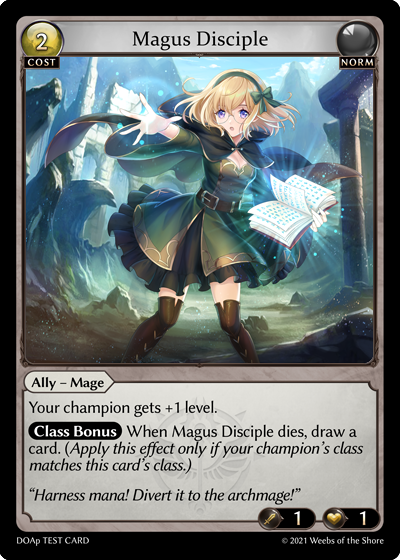 2
Magus Disciple
COST
NORM
Ally – Mage
Your champion gets +1 level.
Class Bonus When Magus Disciple dies, draw a
card. (Apply this effect only if your champion’s class
matches this card’s class.)
“Harness mana! Divert it to the archmage!”
1
1
DOAp TEST CARD
© 2021 Weebs of the Shore